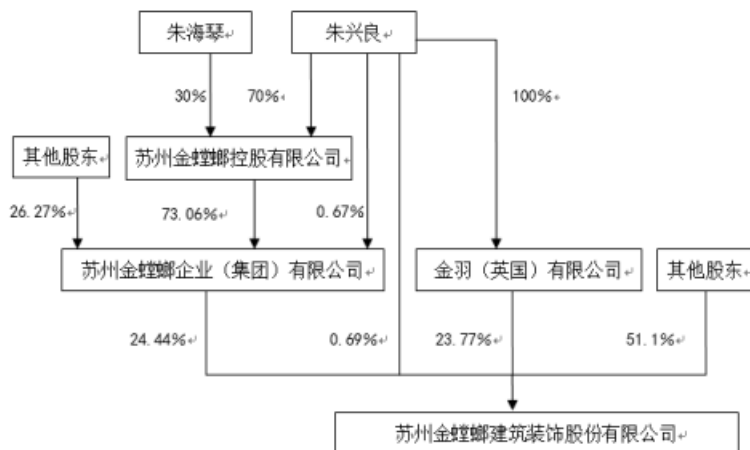 朱海琴
朱兴良
30%
70%
100%
其他股东
苏州金螳螂控股有限公司
26.27%
73.06%
0.67%
苏州金螳螂企业（集团）有限公司
金羽（英国）有限公司
其他股东
24.44%
0.69%
23.77%
51.1%
苏州金螳螂建筑装饰股份有限公司